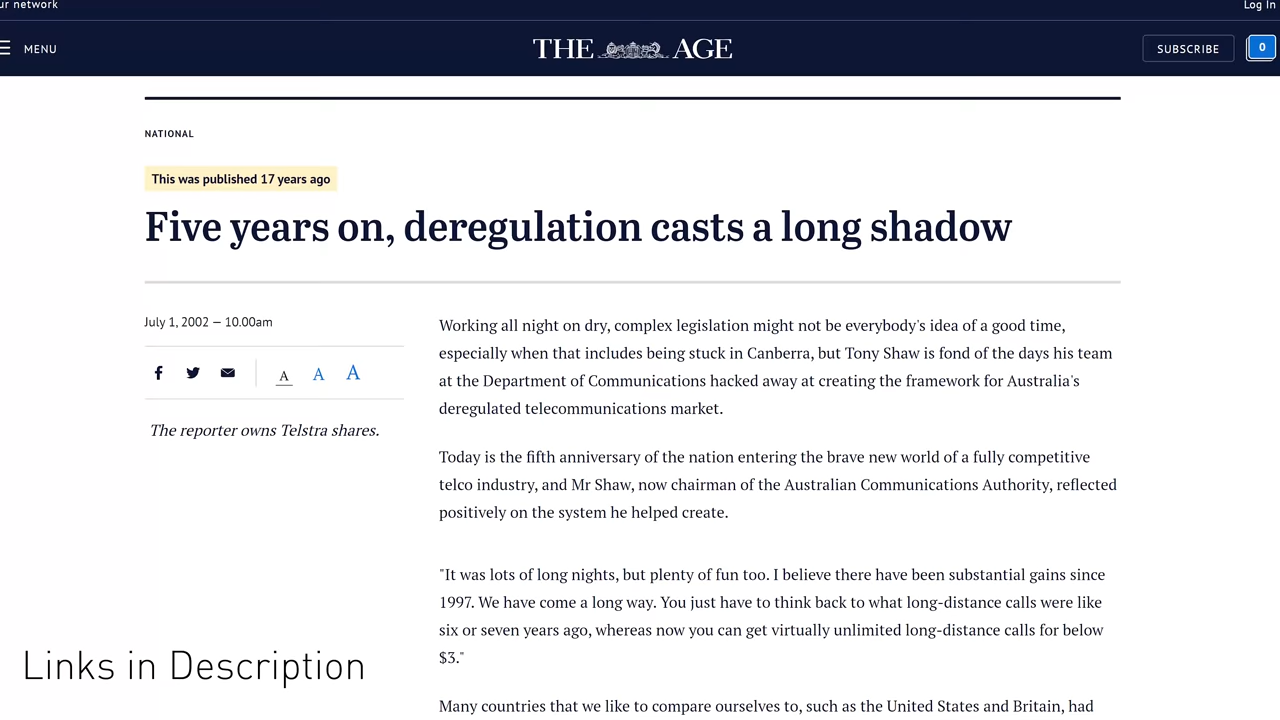 ur network
Log In
MENU
THE AGE
SUBSCRIBE
0
NATIONAL
This was published 17 years ago
Five years on, deregulation casts a long shadow
July 1, 2002 — 10.00am
A A A
The reporter owns Telstra shares.
Working all night on dry, complex legislation might not be everybody's idea of a good time,
especially when that includes being stuck in Canberra, but Tony Shaw is fond of the days his team
at the Department of Communications hacked away at creating the framework for Australia's
deregulated telecommunications market.
Today is the fifth anniversary of the nation entering the brave new world of a fully competitive
telco industry, and Mr Shaw, now chairman of the Australian Communications Authority, reflected
positively on the system he helped create.
"It was lots of long nights, but plenty of fun too. I believe there have been substantial gains since
1997. We have come a long way. You just have to think back to what long-distance calls were like
six or seven years ago, whereas now you can get virtually unlimited long-distance calls for below
$3."
Many countries that we like to compare ourselves to, such as the United States and Britain, had
Links in Description